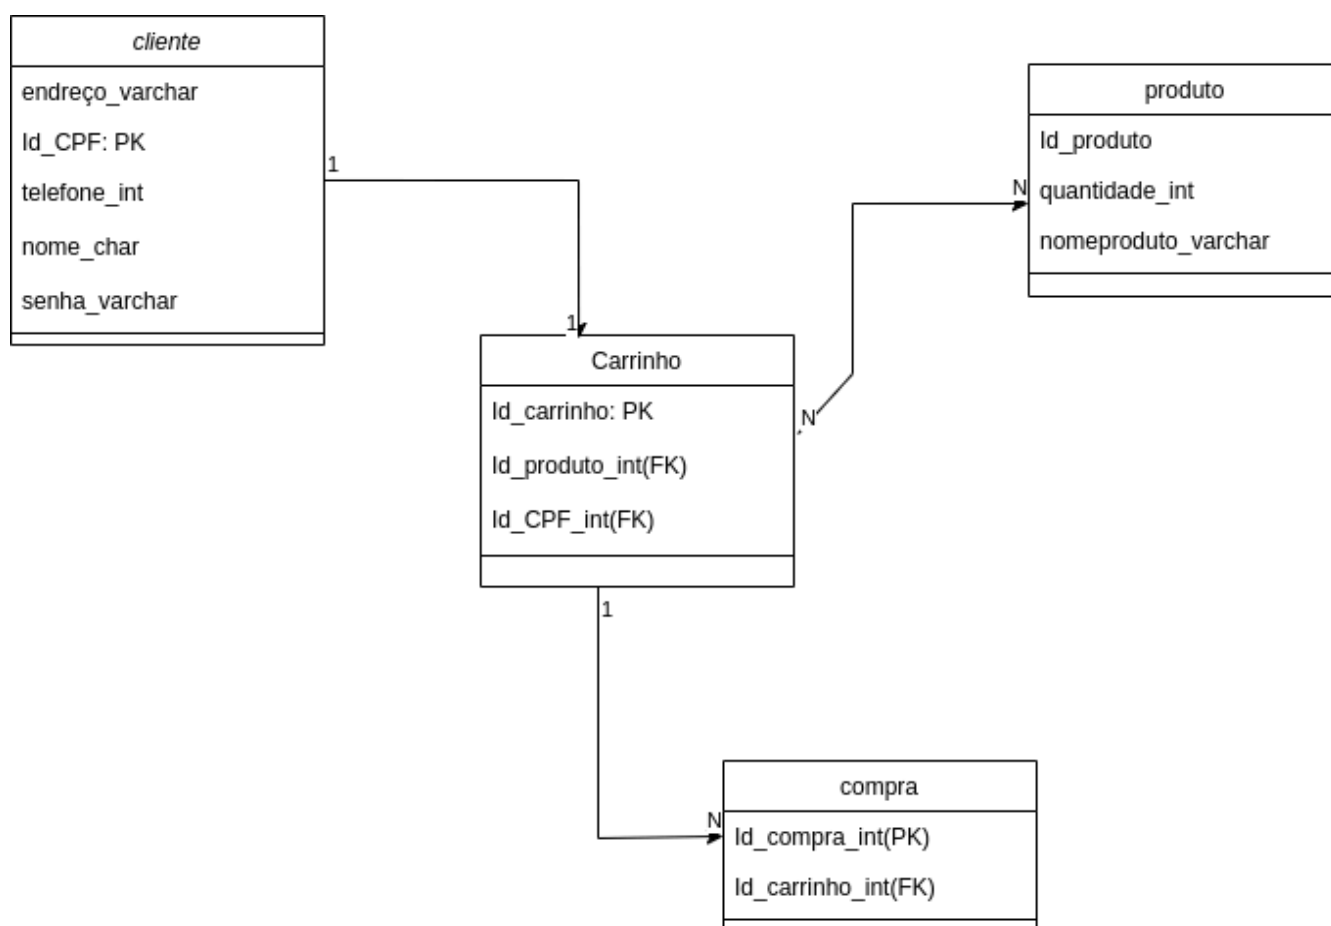 cliente
endreço_varchar
Id_CPF: PK
telefone_int
nome_char
senha_varchar
1
1
produto
Id_produto
quantidade_int
nomeproduto_varchar
N
N
Carrinho
Id_carrinho: PK
Id_produto_int(FK)
Id_CPF_int(FK)
1
N
compra
Id_compra_int(PK)
Id_carrinho_int(FK)